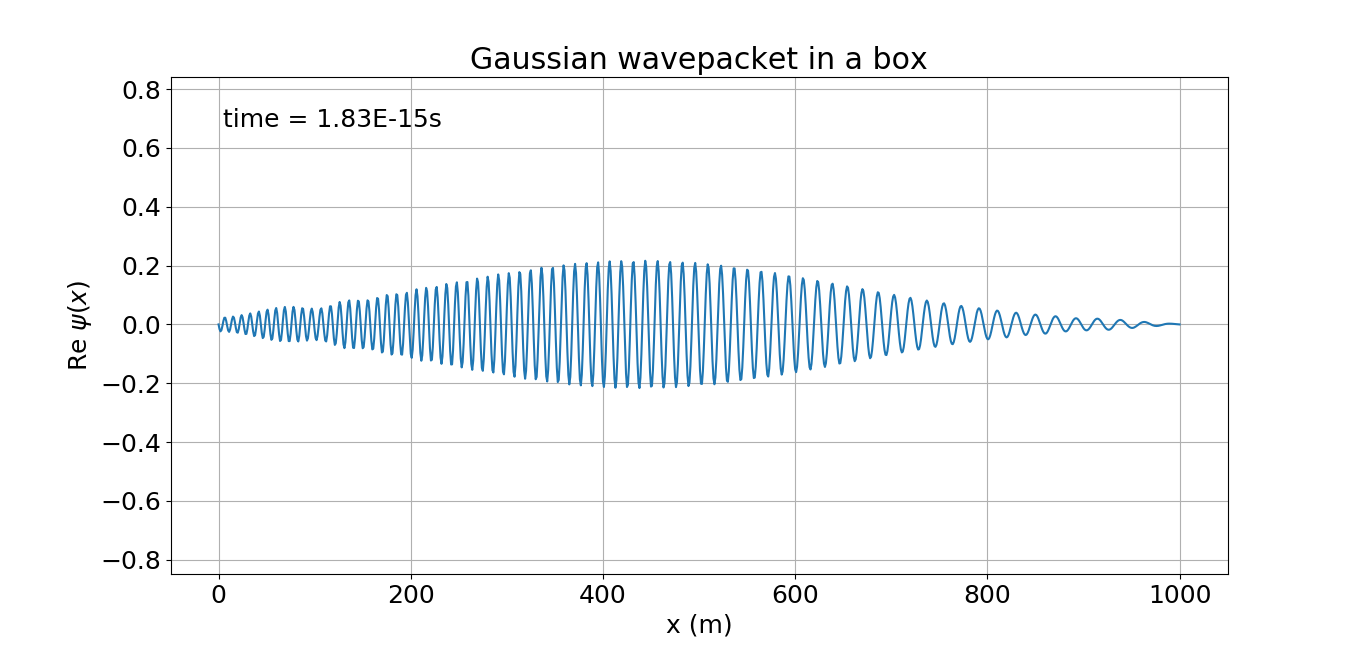 Gaussian wavepacket in a box
time = 1.83E-15s
0.8
0.6
0.4
0.2
0.0
−0.2
−0.4
−0.6
−0.8
Re ψ(x)
0 200 400 600 800 1000
x (m)